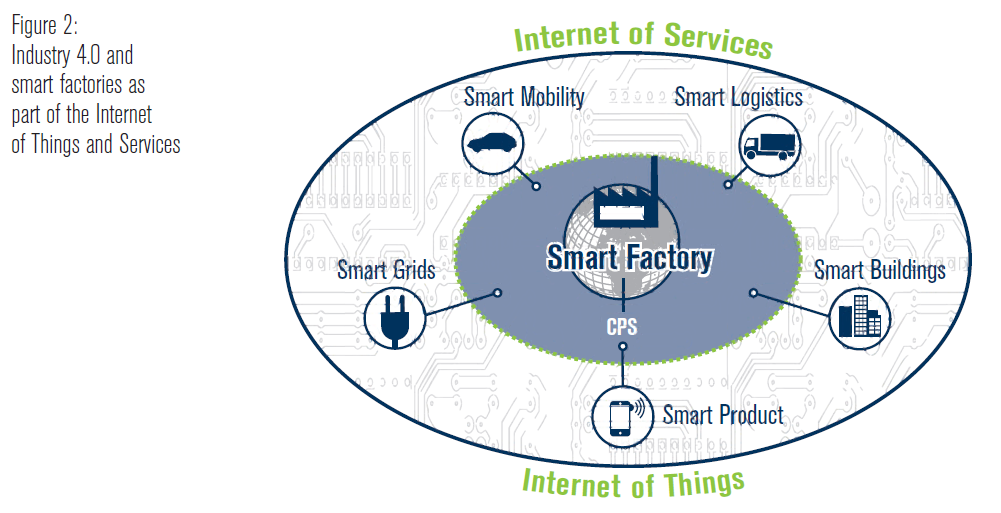 Figure 2:
Industry 4.0 and
smart factories as
part of the Internet
of Things and Services
Internet of Services
Smart Mobility
Smart Logistics
Smart Factory
Smart Grids
Smart Buildings
CPS
Smart Product
Internet of Things